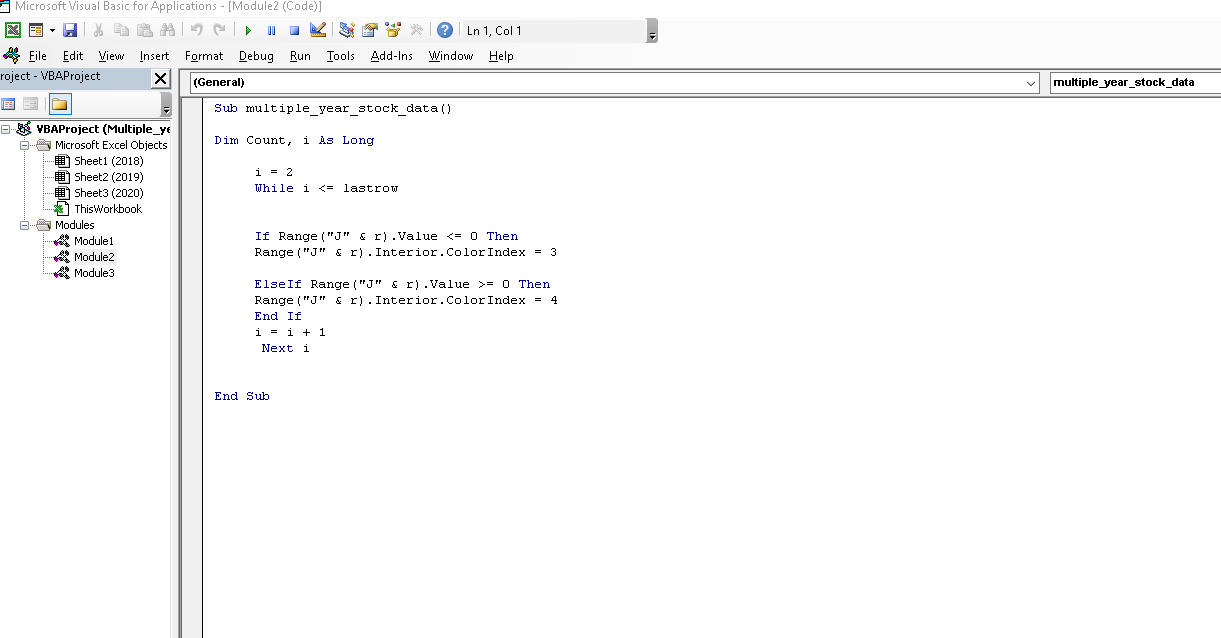 Microsoft Visual Basic for Applications - [Module2 (Code)]
Ln 1, Col 1
File Edit View Insert Format Debug Run Tools Add-Ins Window Help
roject - VBAProject
(General)
multiple_year_stock_data
VBAProject (Multiple_ye
Microsoft Excel Objects
Sheet1 (2018)
Sheet2 (2019)
Sheet3 (2020)
ThisWorkbook
Modules
Module1
Module2
Module3
Sub multiple_year_stock_data()
Dim Count, i As Long
i = 2
While i <= lastrow
If Range("J" & r).Value <= 0 Then
Range("J" & r).Interior.ColorIndex = 3
ElseIf Range("J" & r).Value >= 0 Then
Range("J" & r).Interior.ColorIndex = 4
End If
i = i + 1
Next i
End Sub